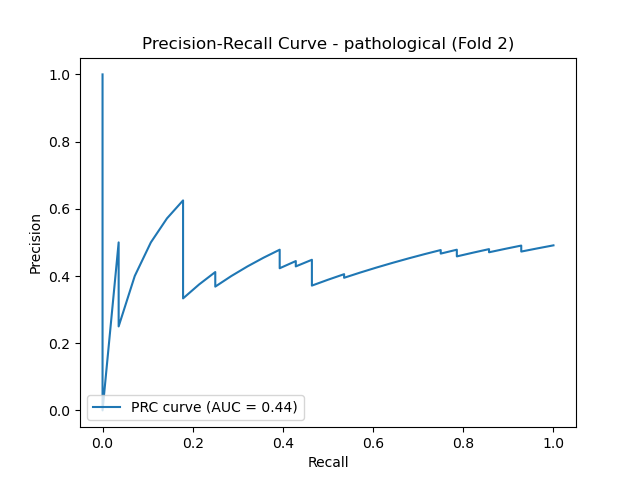 Precision-Recall Curve - pathological (Fold 2)
1.0
0.8
0.6
0.4
0.2
0.0
Precision
PRC curve (AUC = 0.44)
0.0 0.2 0.4 0.6 0.8 1.0
Recall